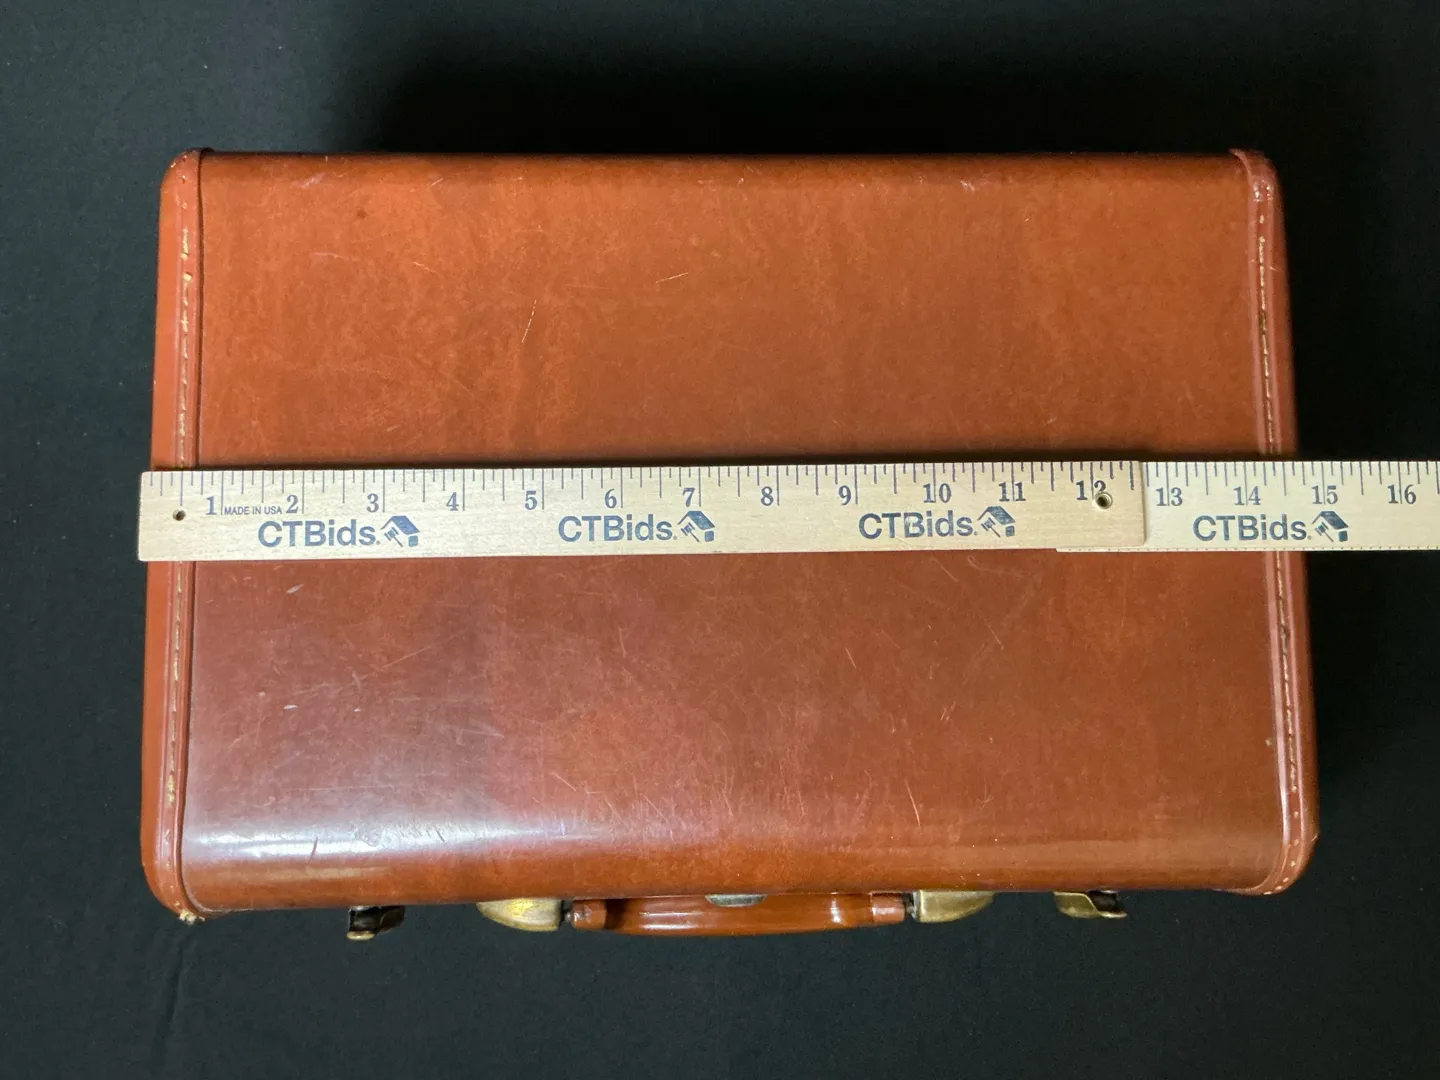 1 2 3 4 5 6 7 8 9 10 11 12 13 14 15 16
MADE IN USA
CTBids. CTBids. CTBids. CTBids.